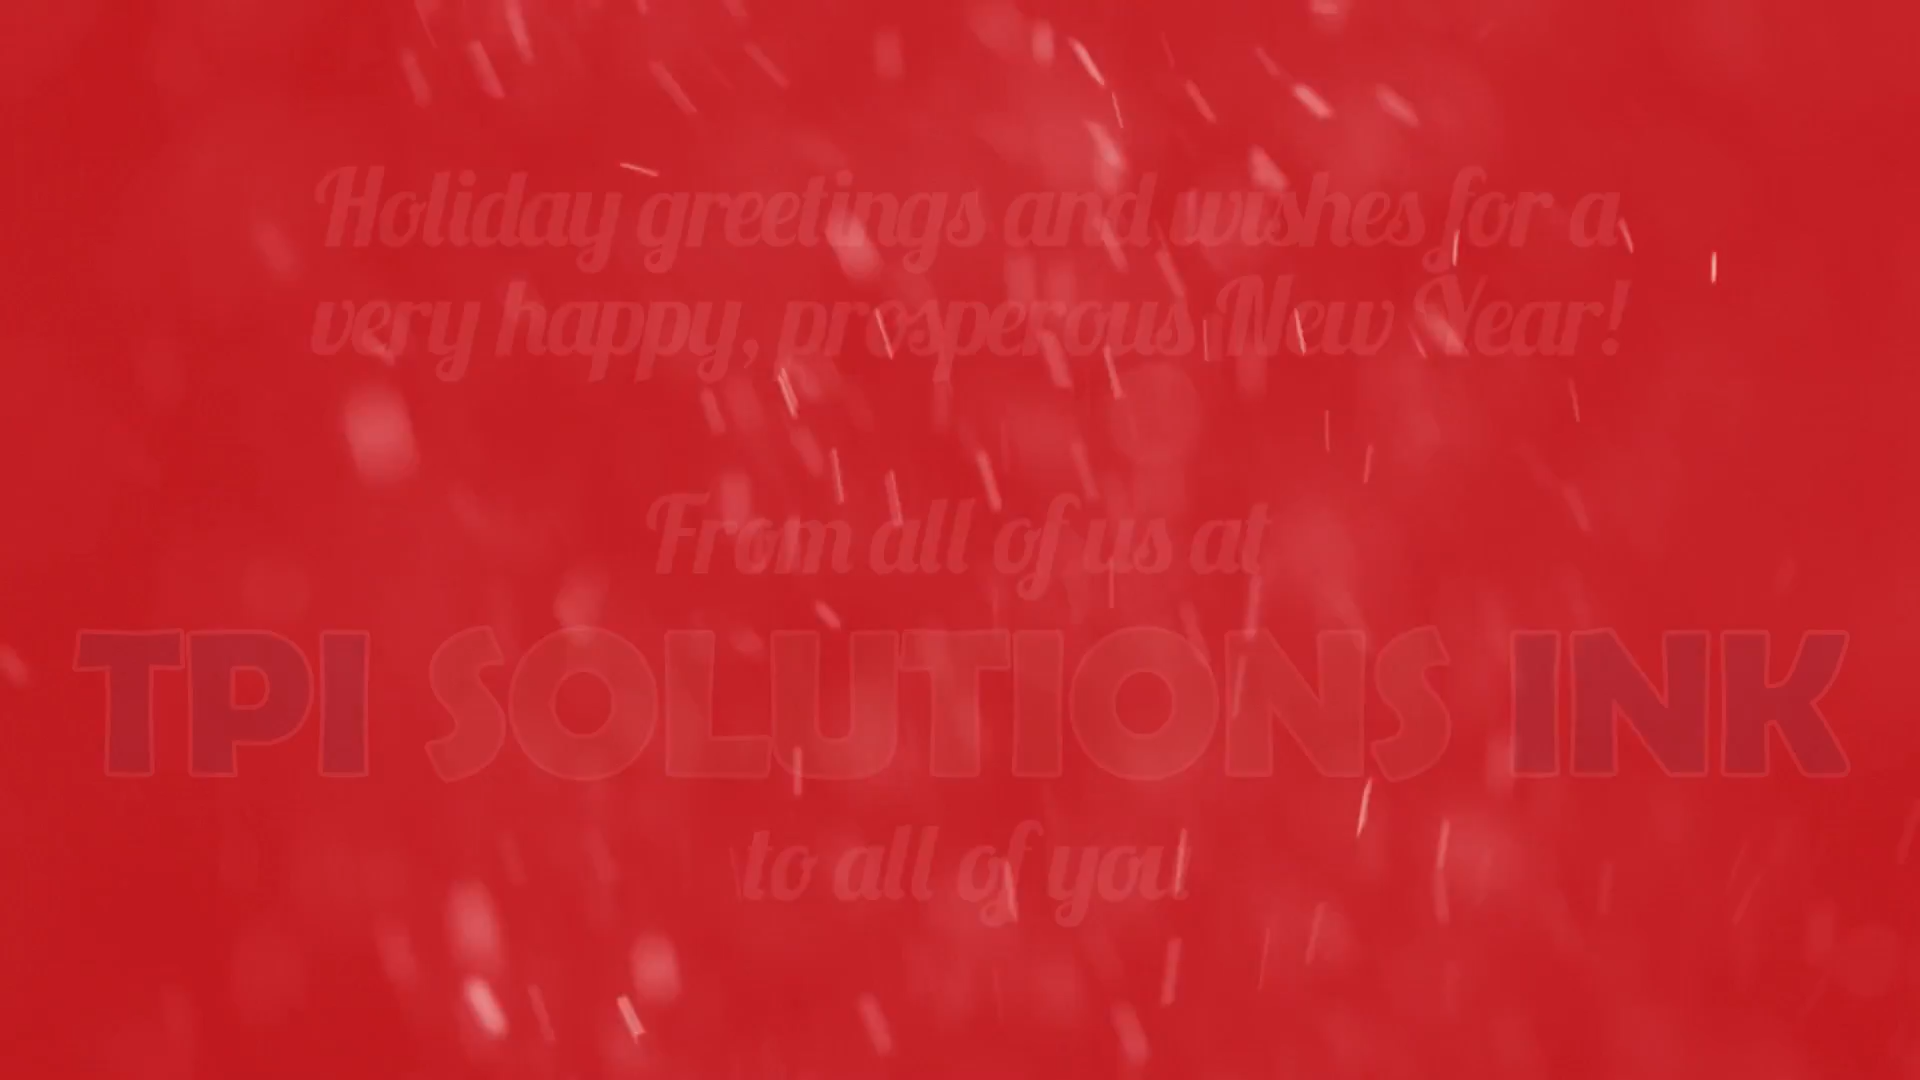 Holiday greetings and wishes for a
very happy, prosperous New Year!
From all of us at
TPI SOLUTIONS INK
to all of you